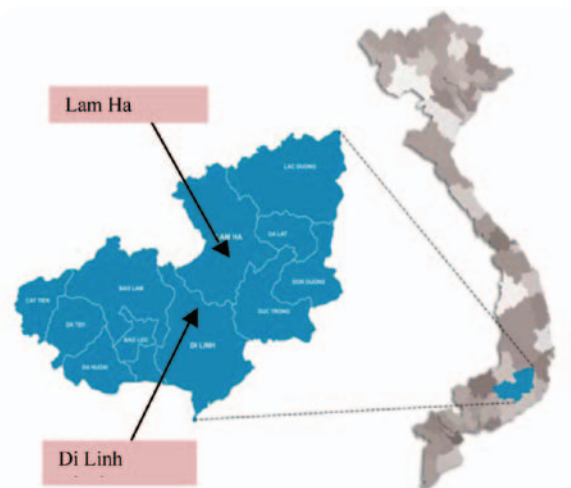 Lam Ha
LAC DUONG
LAM HA
DA LAT
BAO LAM
DON DUONG
CAT TIEN
DUC TRONG
DA TEH
BAO LOC
DI LINH
DA HUOAI
Di Linh